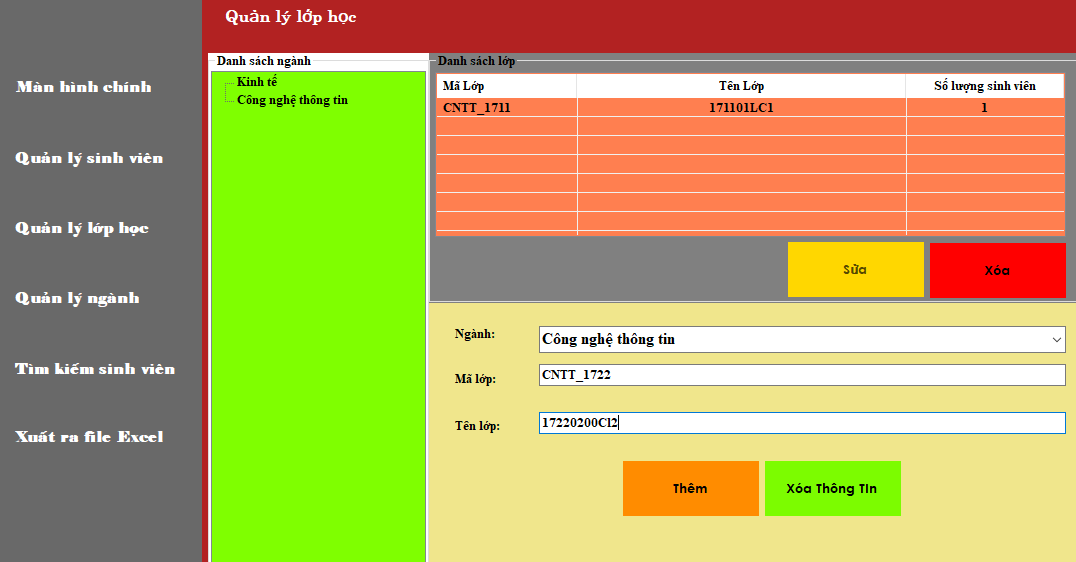 Quản lý lớp học
Màn hình chính
Quản lý sinh viên
Quản lý lớp học
Quản lý ngành
Tìm kiếm sinh viên
Xuất ra file Excel
Danh sách ngành
Kinh tế
Công nghệ thông tin
Danh sách lớp
Mã Lớp Tên Lớp Số lượng sinh viên
CNTT_1711 171101LC1 1
Sửa Xóa
Ngành: Công nghệ thông tin
Mã lớp: CNTT_1722
Tên lớp: 17220200Cl2
Thêm Xóa Thông Tin